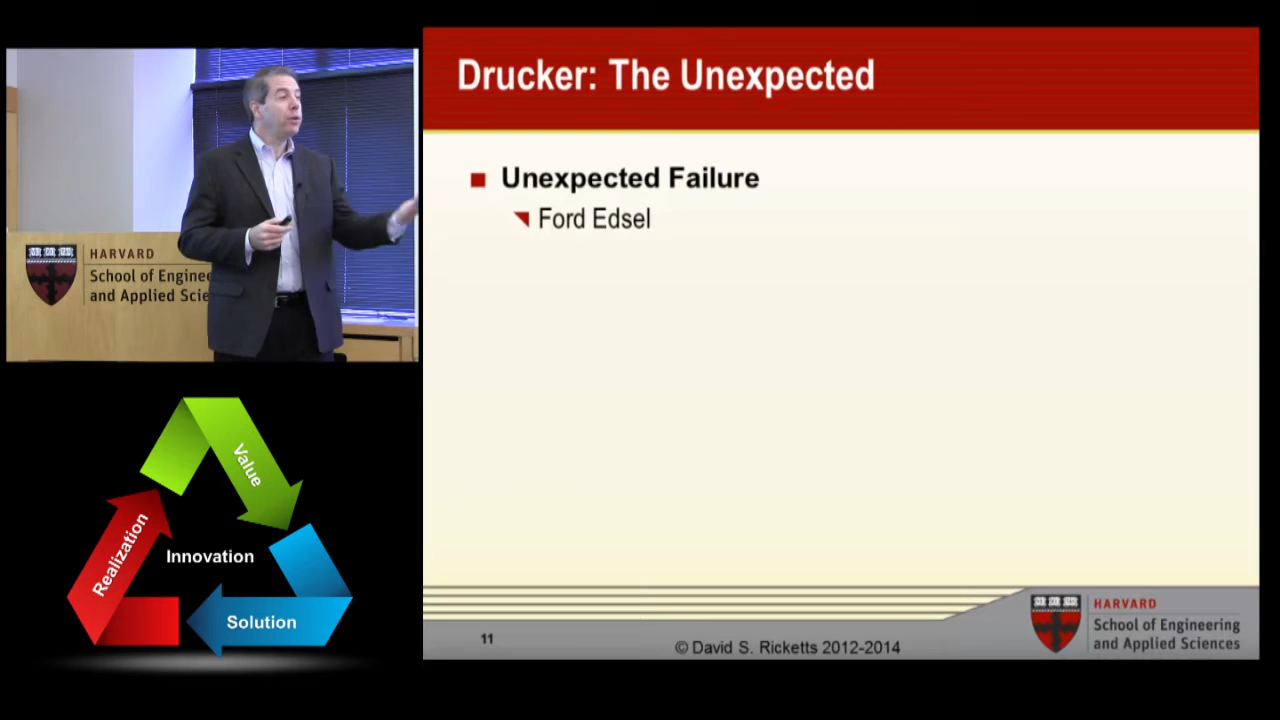 Drucker: The Unexpected
Unexpected Failure
Ford Edsel
HARVARD
School of Enginee
and Applied Scie
Value
Realization
Innovation
Solution
11
© David S. Ricketts 2012-2014
HARVARD
School of Engineering
and Applied Sciences